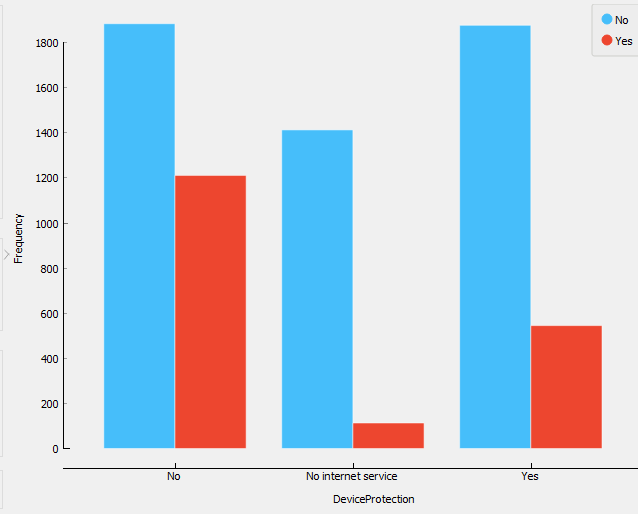 No
Yes
1800
1600
1400
1200
1000
800
600
400
200
0
Frequency
No
No internet service
Yes
DeviceProtection